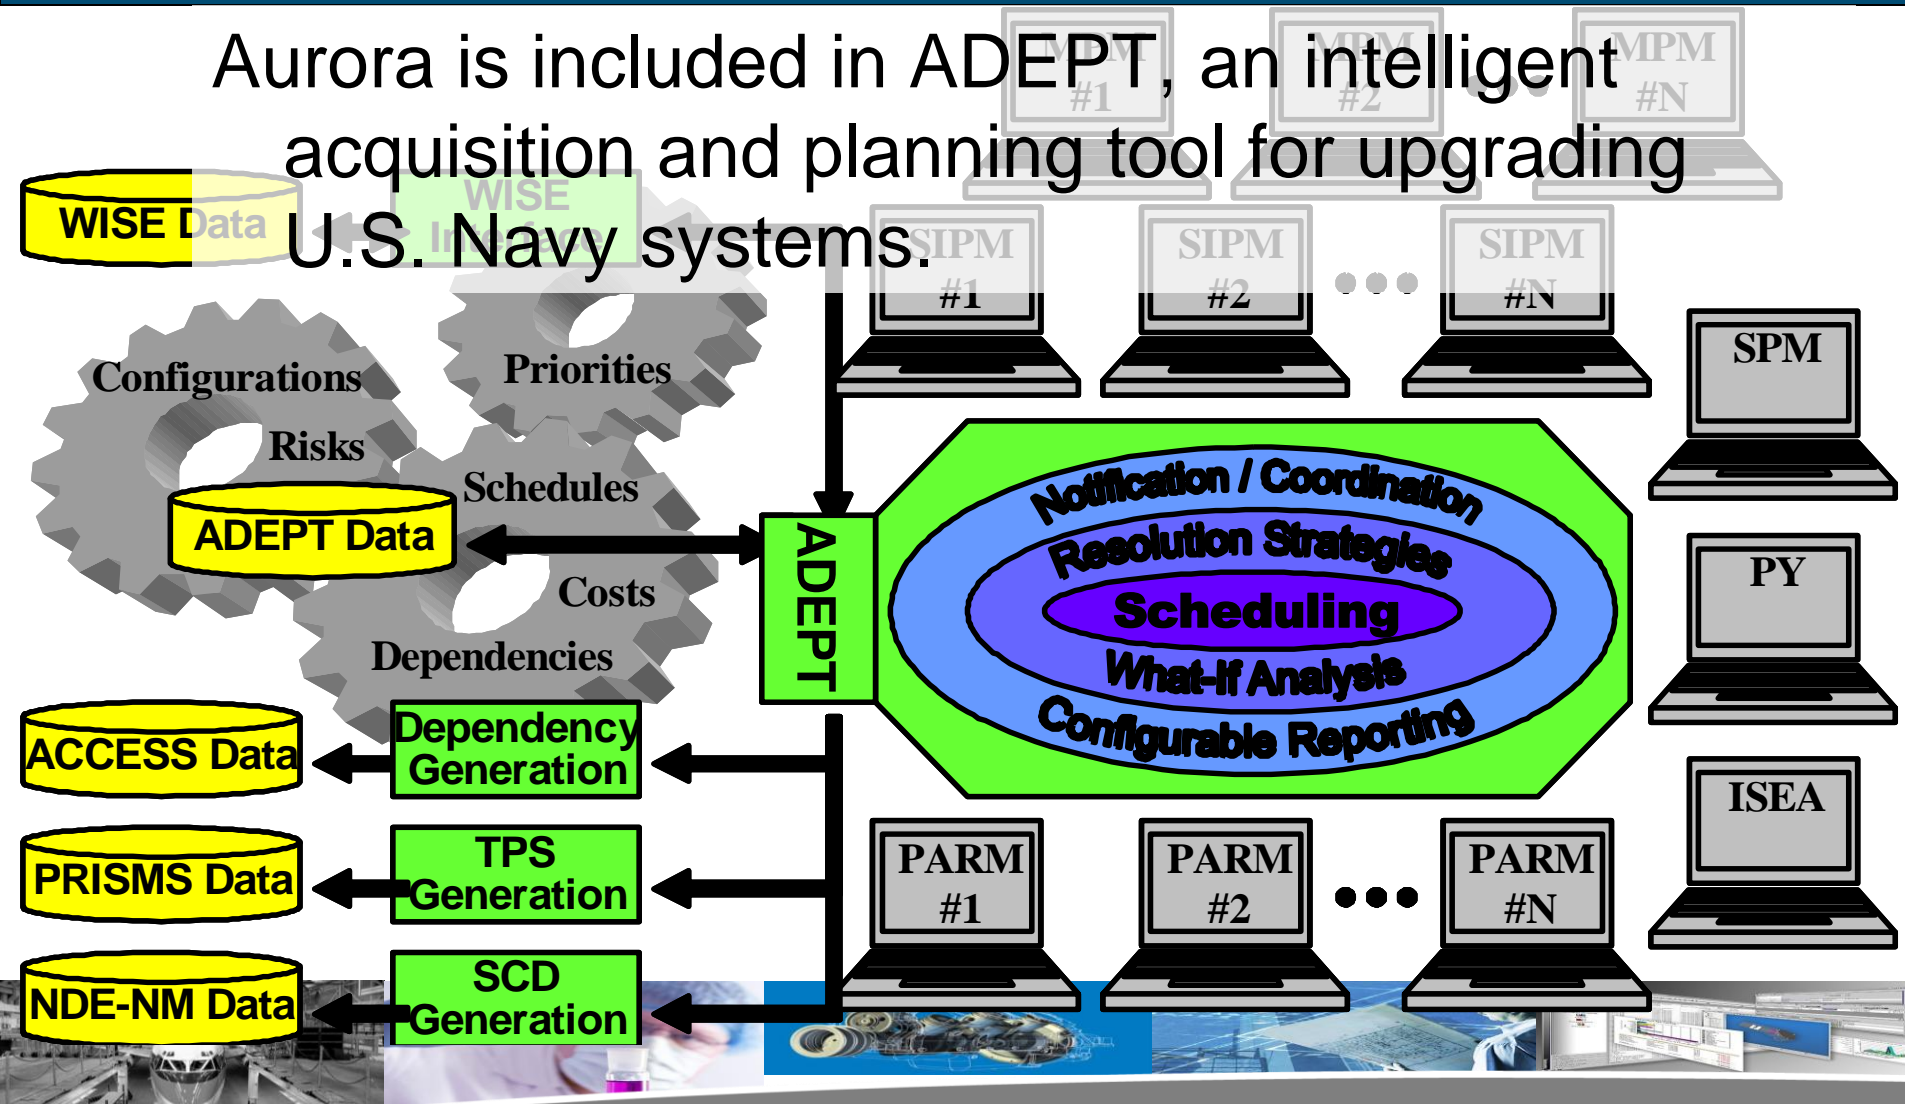 Aurora is included in ADEPT, an intelligent
acquisition and planning tool for upgrading
U.S. Navy systems.
MPM
#1
MPM
#2
MPM
#N
WISE Data
WISE
Interface
SIPM
#1
SIPM
#2
SIPM
#N
Configurations
Priorities
Risks
Schedules
ADEPT Data
Costs
Dependencies
ADEPT
Notification / Coordination
Resolution Strategies
Scheduling
What-If Analysis
Configurable Reporting
SPM
PY
ISEA
ACCESS Data
Dependency
Generation
PRISMS Data
TPS
Generation
NDE-NM Data
SCD
Generation
PARM
#1
PARM
#2
PARM
#N